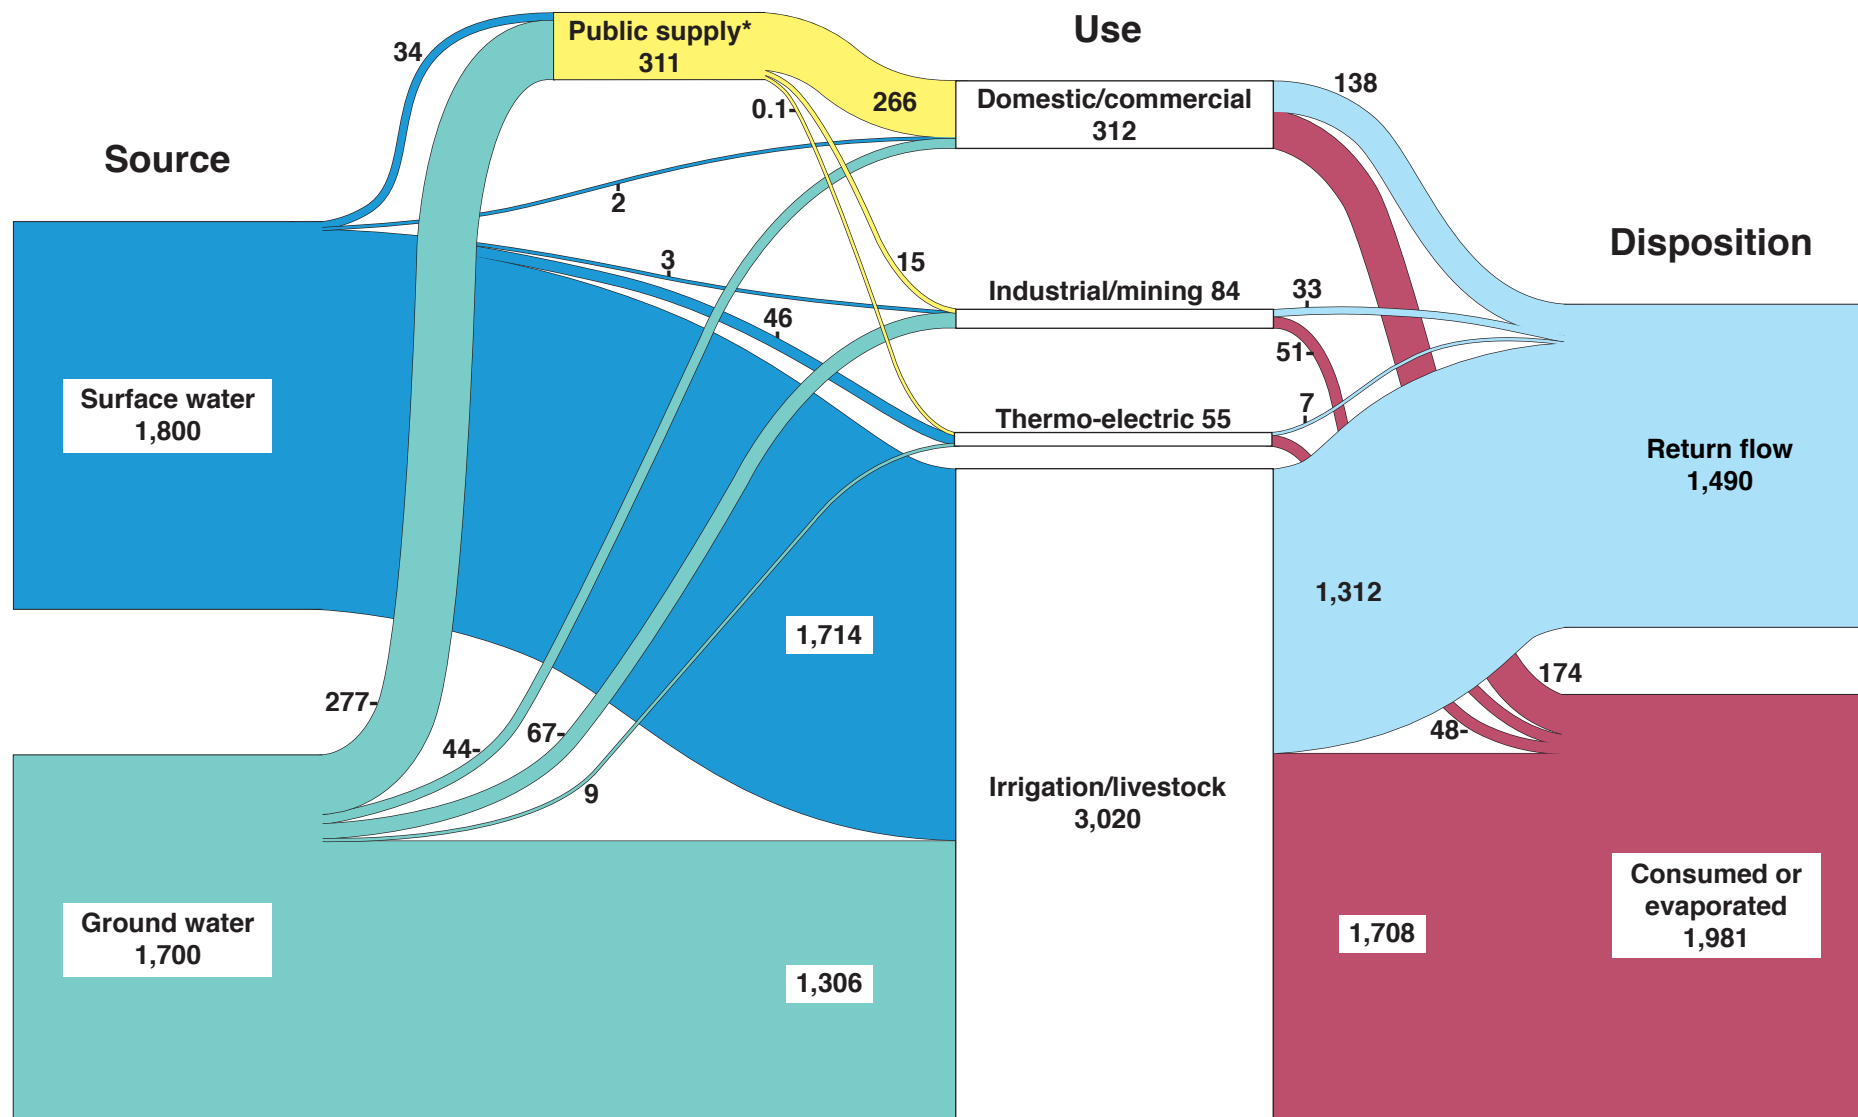 Source
Use
Disposition
34
Public supply*
311
0.1-
266
Domestic/commercial
312
138
2
3
46
15
Industrial/mining 84
33
51-
Thermo-electric 55
7
Surface water
1,800
Return flow
1,490
1,714
1,312
277-
44-
67-
9
Irrigation/livestock
3,020
174
48-
Ground water
1,700
1,306
1,708
Consumed or
evaporated
1,981